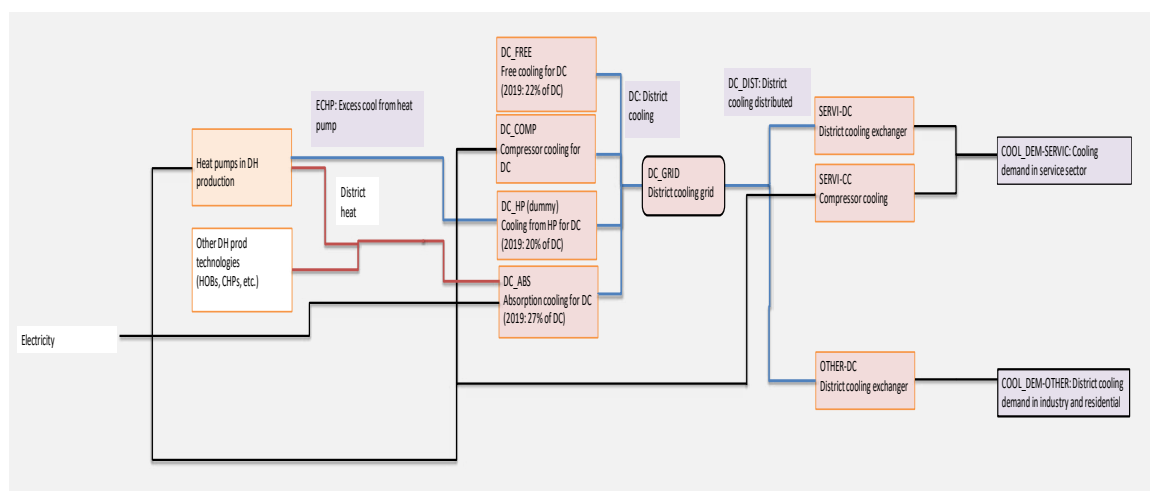 DC_FREE
Free cooling for DC
(2019: 22% of DC)
ECHP: Excess cool from heat
pump
DC: District
cooling
DC_DIST: District
cooling distributed
DC_COMP
Compressor cooling for
DC
SERVI-DC
District cooling exchanger
Heat pumps in DH
production
COOL_DEM-SERVIC: Cooling
demand in service sector
DC_GRID
District cooling grid
District
heat
DC_HP (dummy)
Cooling from HP for DC
(2019: 20% of DC)
SERVI-CC
Compressor cooling
Other DH prod
technologies
(HOBs, CHPs, etc.)
DC_ABS
Absorption cooling for DC
(2019: 27% of DC)
Electricity
OTHER-DC
District cooling exchanger
COOL_DEM-OTHER: District cooling
demand in industry and residential